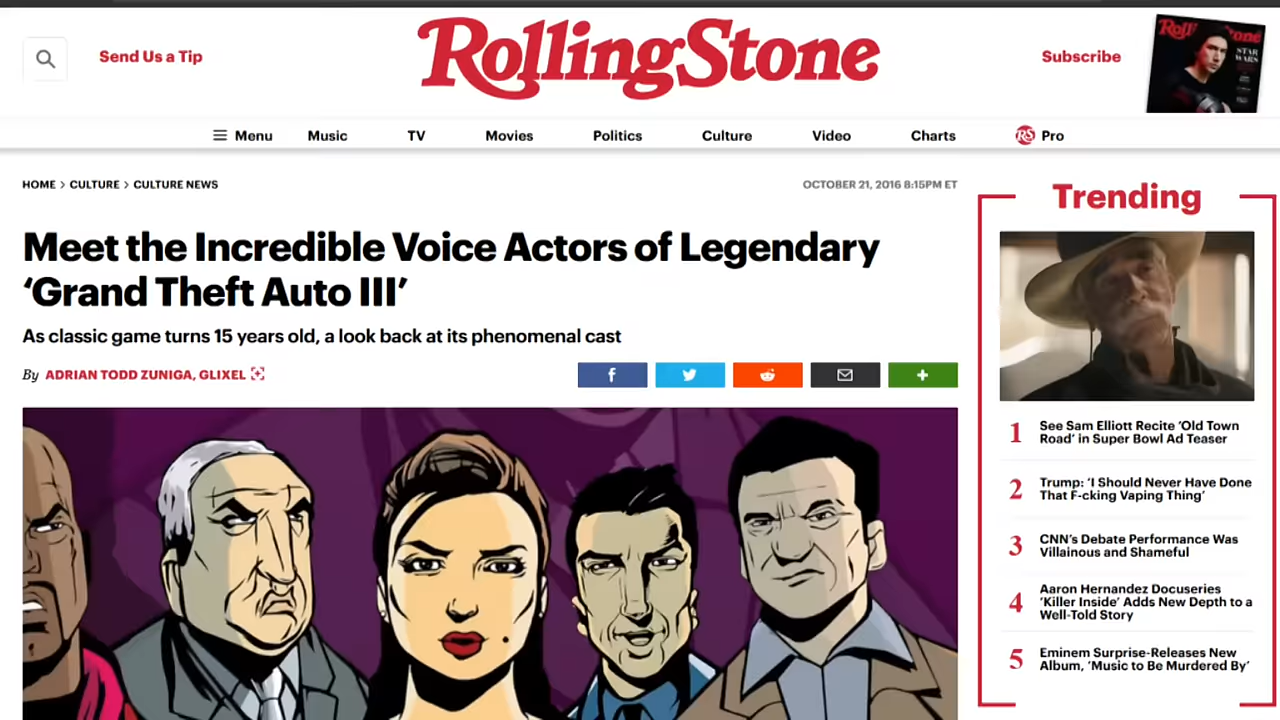 Send Us a Tip
RollingStone
Subscribe
RollingStone
STAR
WARS
Menu Music TV Movies Politics Culture Video Charts RS Pro
HOME > CULTURE > CULTURE NEWS
OCTOBER 21, 2016 8:15PM ET
Meet the Incredible Voice Actors of Legendary
‘Grand Theft Auto III’
As classic game turns 15 years old, a look back at its phenomenal cast
By ADRIAN TODD ZUNIGA, GLIXEL
Trending
1 See Sam Elliott Recite ‘Old Town
Road’ in Super Bowl Ad Teaser
2 Trump: ‘I Should Never Have Done
That F-cking Vaping Thing’
3 CNN’s Debate Performance Was
Villainous and Shameful
4 Aaron Hernandez Docuseries
‘Killer Inside’ Adds New Depth to a
Well-Told Story
5 Eminem Surprise-Releases New
Album, ‘Music to Be Murdered By’